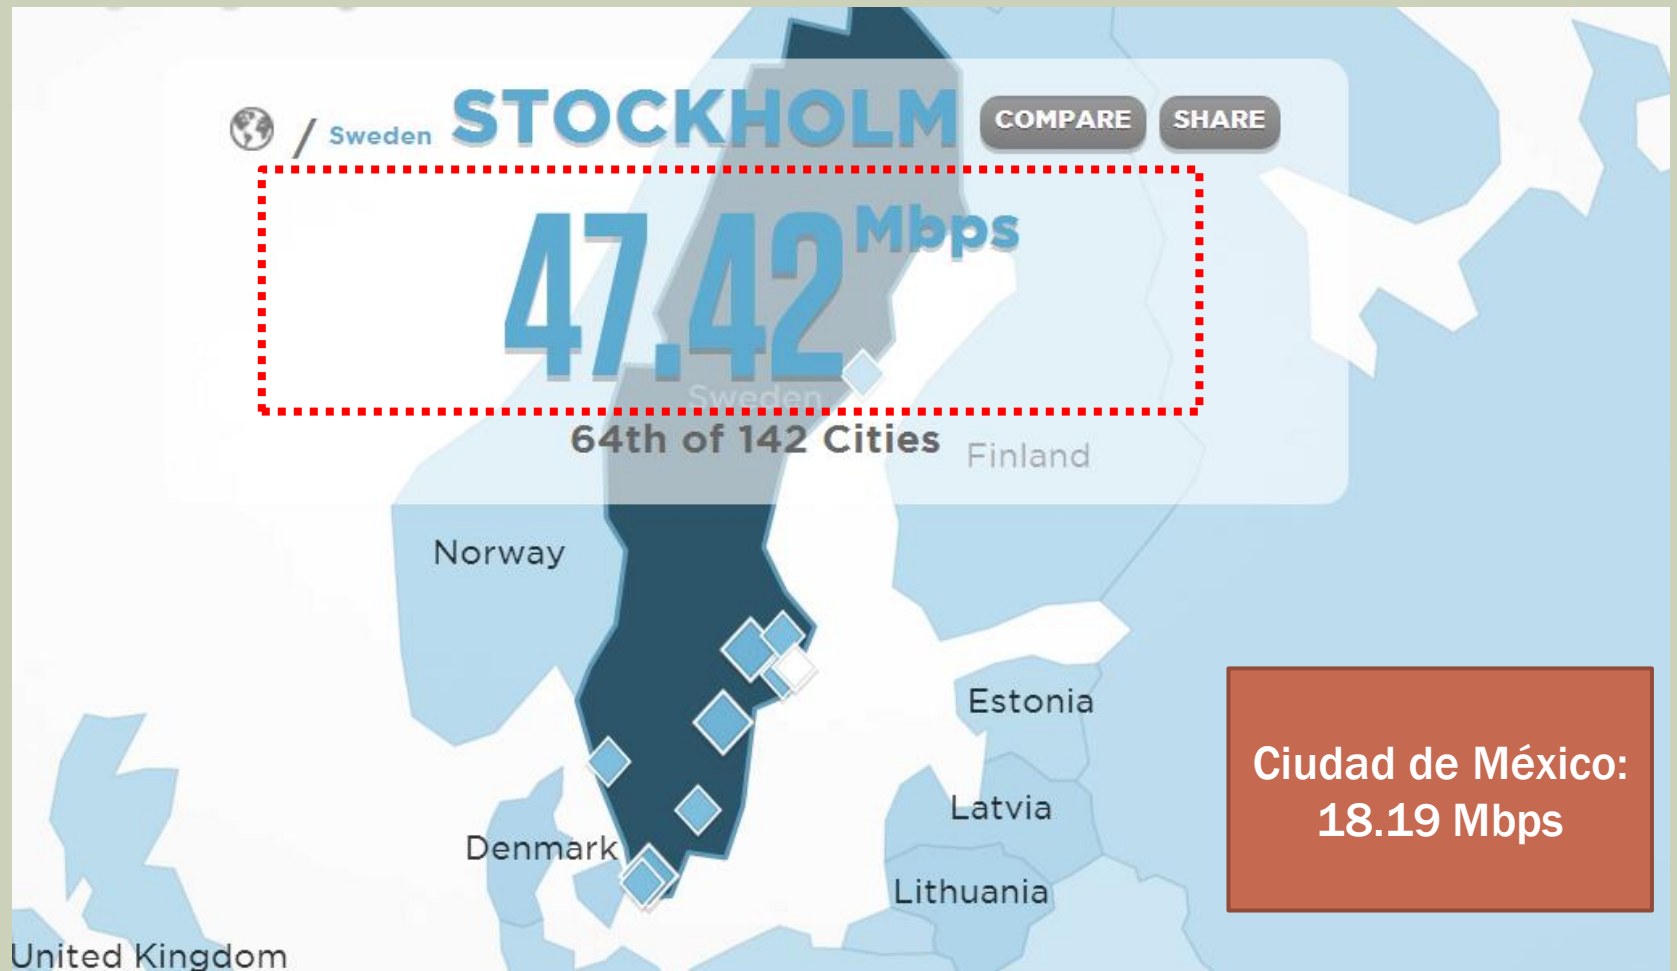 / Sweden STOCKHOLM COMPARE SHARE
47.42 Mbps
Sweden
64th of 142 Cities
Finland
Norway
Estonia
Ciudad de México:
18.19 Mbps
Latvia
Denmark
Lithuania
United Kingdom